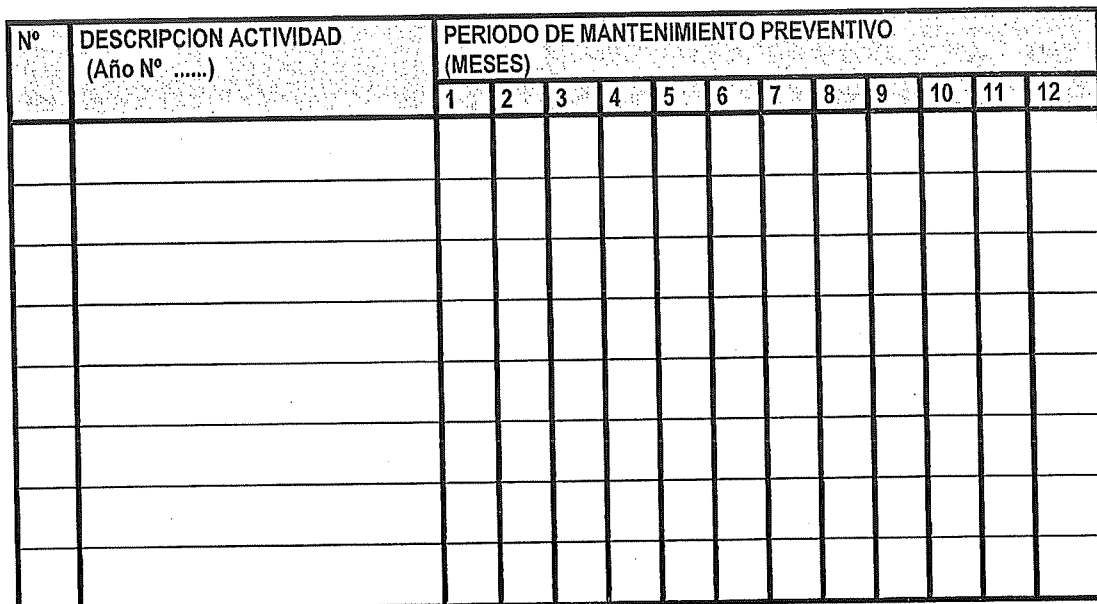 Nº DESCRIPCION ACTIVIDAD PERIODO DE MANTENIMIENTO PREVENTIVO
(Año Nº ......) (MESES)
1 2 3 4 5 6 7 8 9 10 11 12